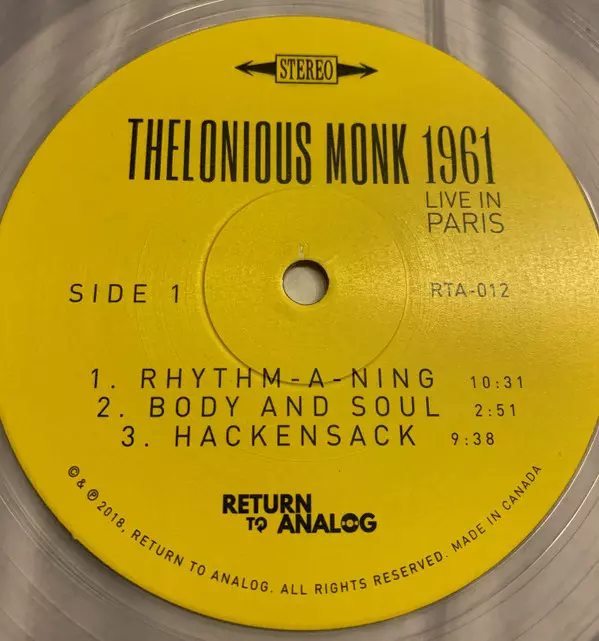 STEREO
THELONIOUS MONK 1961
LIVE IN
PARIS
SIDE 1
RTA-012
1. RHYTHM-A-NING 10:31
2. BODY AND SOUL 2:51
3. HACKENSACK 9:38
RETURN
TO ANALOG
© & ℗ 2018, RETURN TO ANALOG. ALL RIGHTS RESERVED. MADE IN CANADA